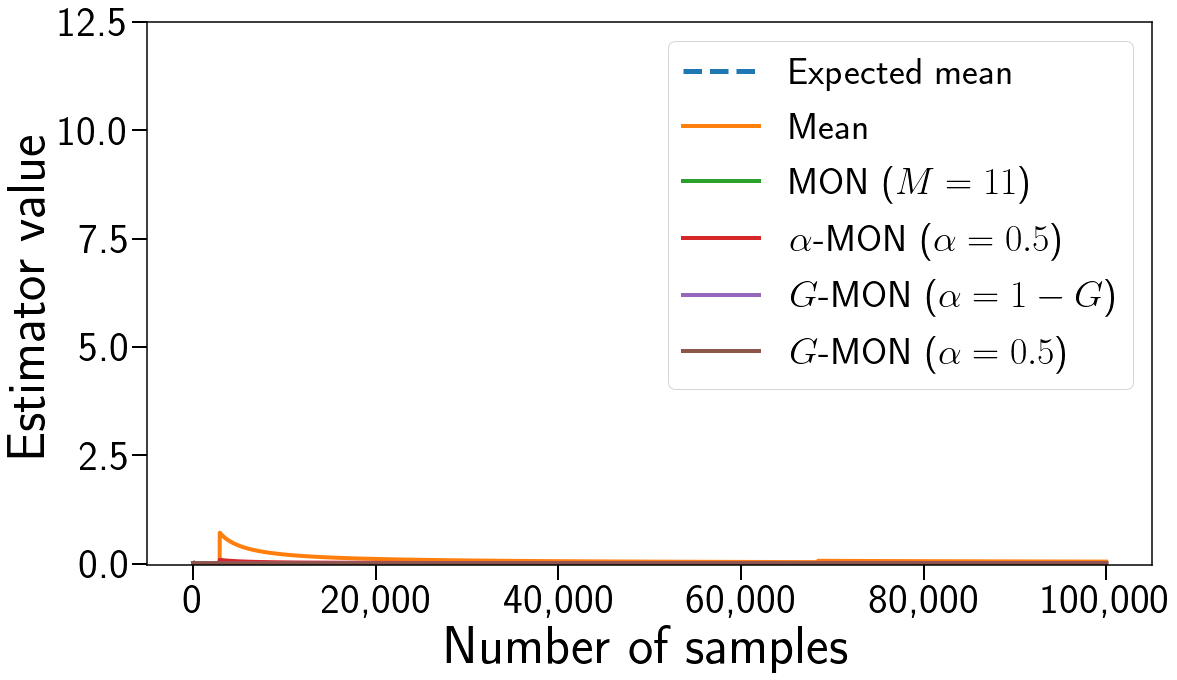 12.5
10.0
7.5
5.0
2.5
0.0
Estimator value
0
20,000
40,000
60,000
80,000
100,000
Number of samples
Expected mean
Mean
MON (M = 11)
α-MON (α = 0.5)
G-MON (α = 1 − G)
G-MON (α = 0.5)